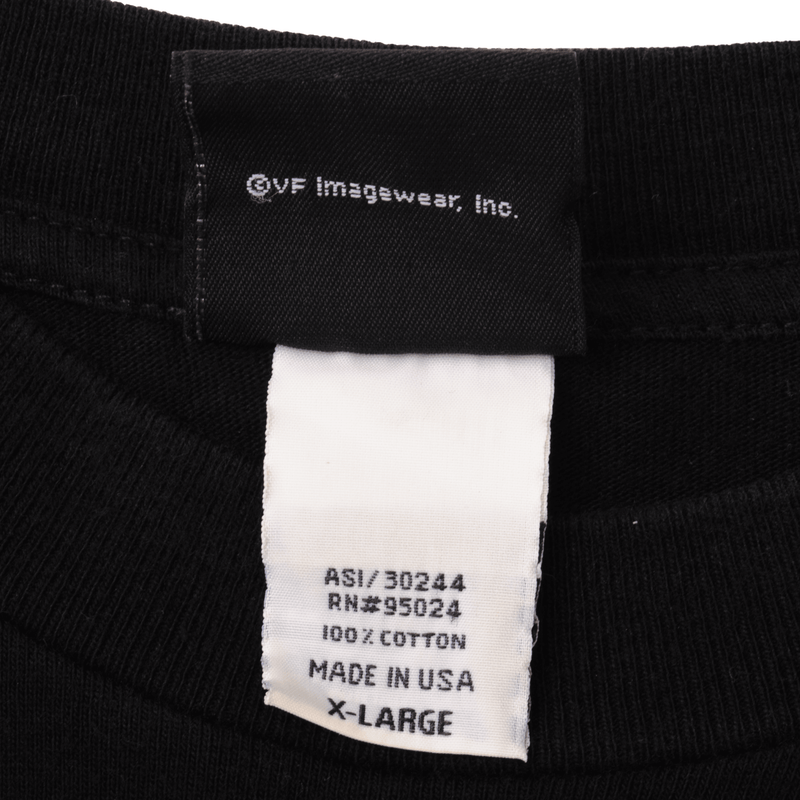 ©VF Imagewear, Inc.
ASI/30244
RN#95024
100% COTTON
MADE IN USA
X-LARGE